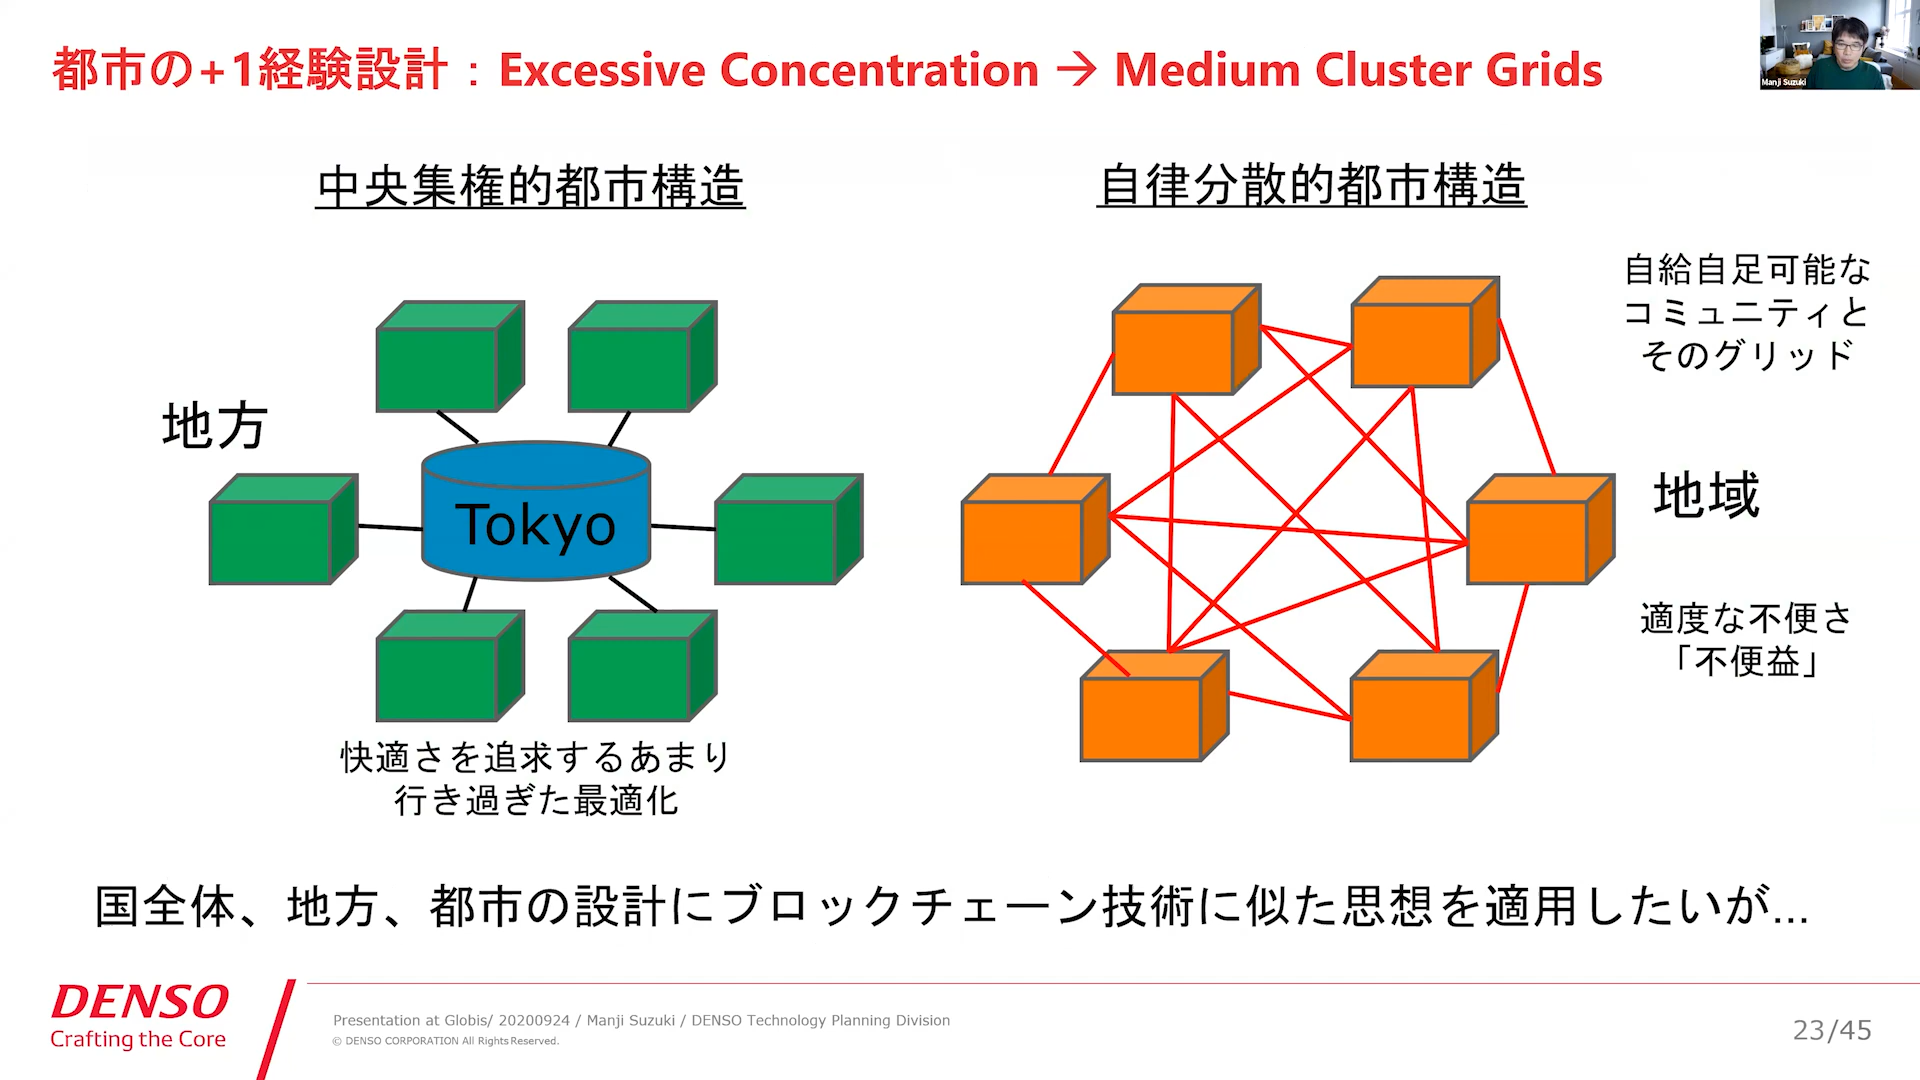 都市の+1経験設計：Excessive Concentration → Medium Cluster Grids
Manji Suzuki
中央集権的都市構造
自律分散的都市構造
自給自足可能な
コミュニティと
そのグリッド
地方
Tokyo
地域
適度な不便さ
「不便益」
快適さを追求するあまり
行き過ぎた最適化
国全体、地方、都市の設計にブロックチェーン技術に似た思想を適用したいが...
DENSO
Crafting the Core
Presentation at Globis/ 20200924 / Manji Suzuki / DENSO Technology Planning Division
© DENSO CORPORATION All Rights Reserved.
23/45